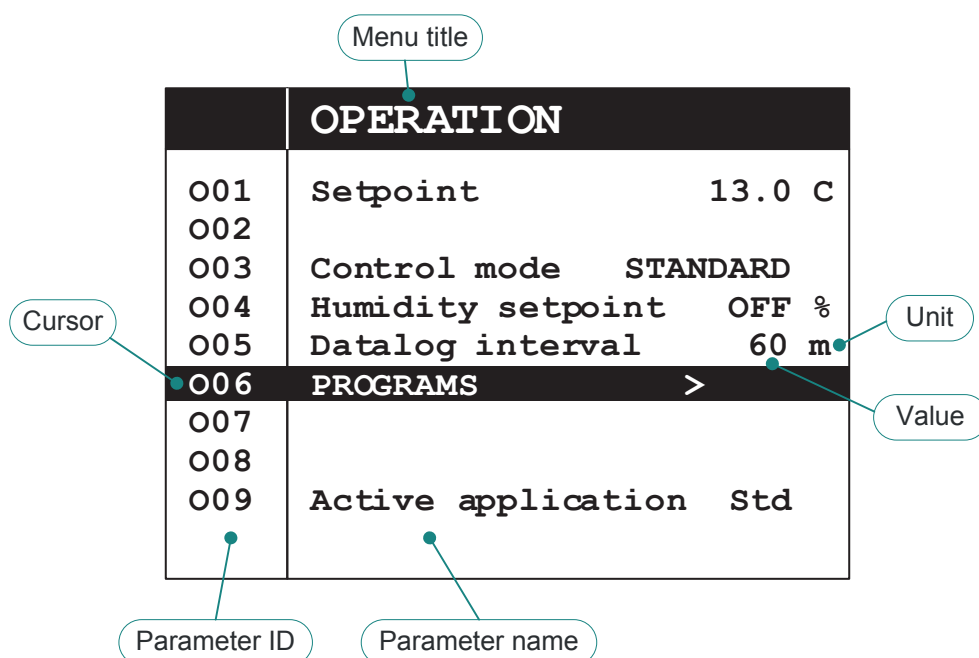 Menu title
OPERATION
O01 Setpoint 13.0 C
O02
O03 Control mode STANDARD
O04 Humidity setpoint OFF %
Cursor
Unit
O05 Datalog interval 60 m
O06 PROGRAMS >
Value
O07
O08
O09 Active application Std
Parameter ID
Parameter name